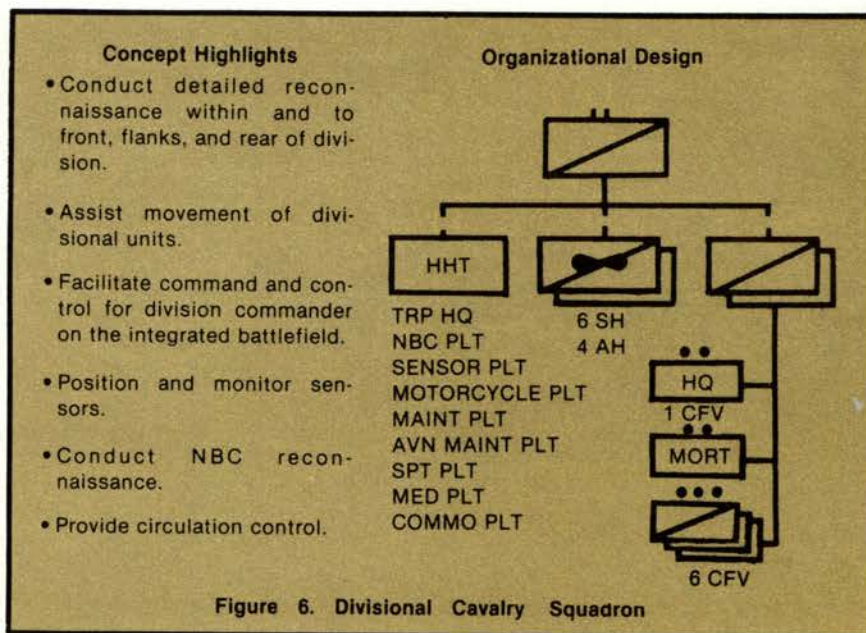 Concept Highlights
• Conduct detailed recon-
naissance within and to
front, flanks, and rear of divi-
sion.
• Assist movement of divi-
sional units.
• Facilitate command and con-
trol for division commander
on the integrated battlefield.
• Position and monitor sen-
sors.
• Conduct NBC recon-
naissance.
• Provide circulation control.
Organizational Design
HHT
TRP HQ
NBC PLT
SENSOR PLT
MOTORCYCLE PLT
MAINT PLT
AVN MAINT PLT
SPT PLT
MED PLT
COMMO PLT
6 SH
4 AH
HQ
1 CFV
MORT
6 CFV
Figure 6. Divisional Cavalry Squadron